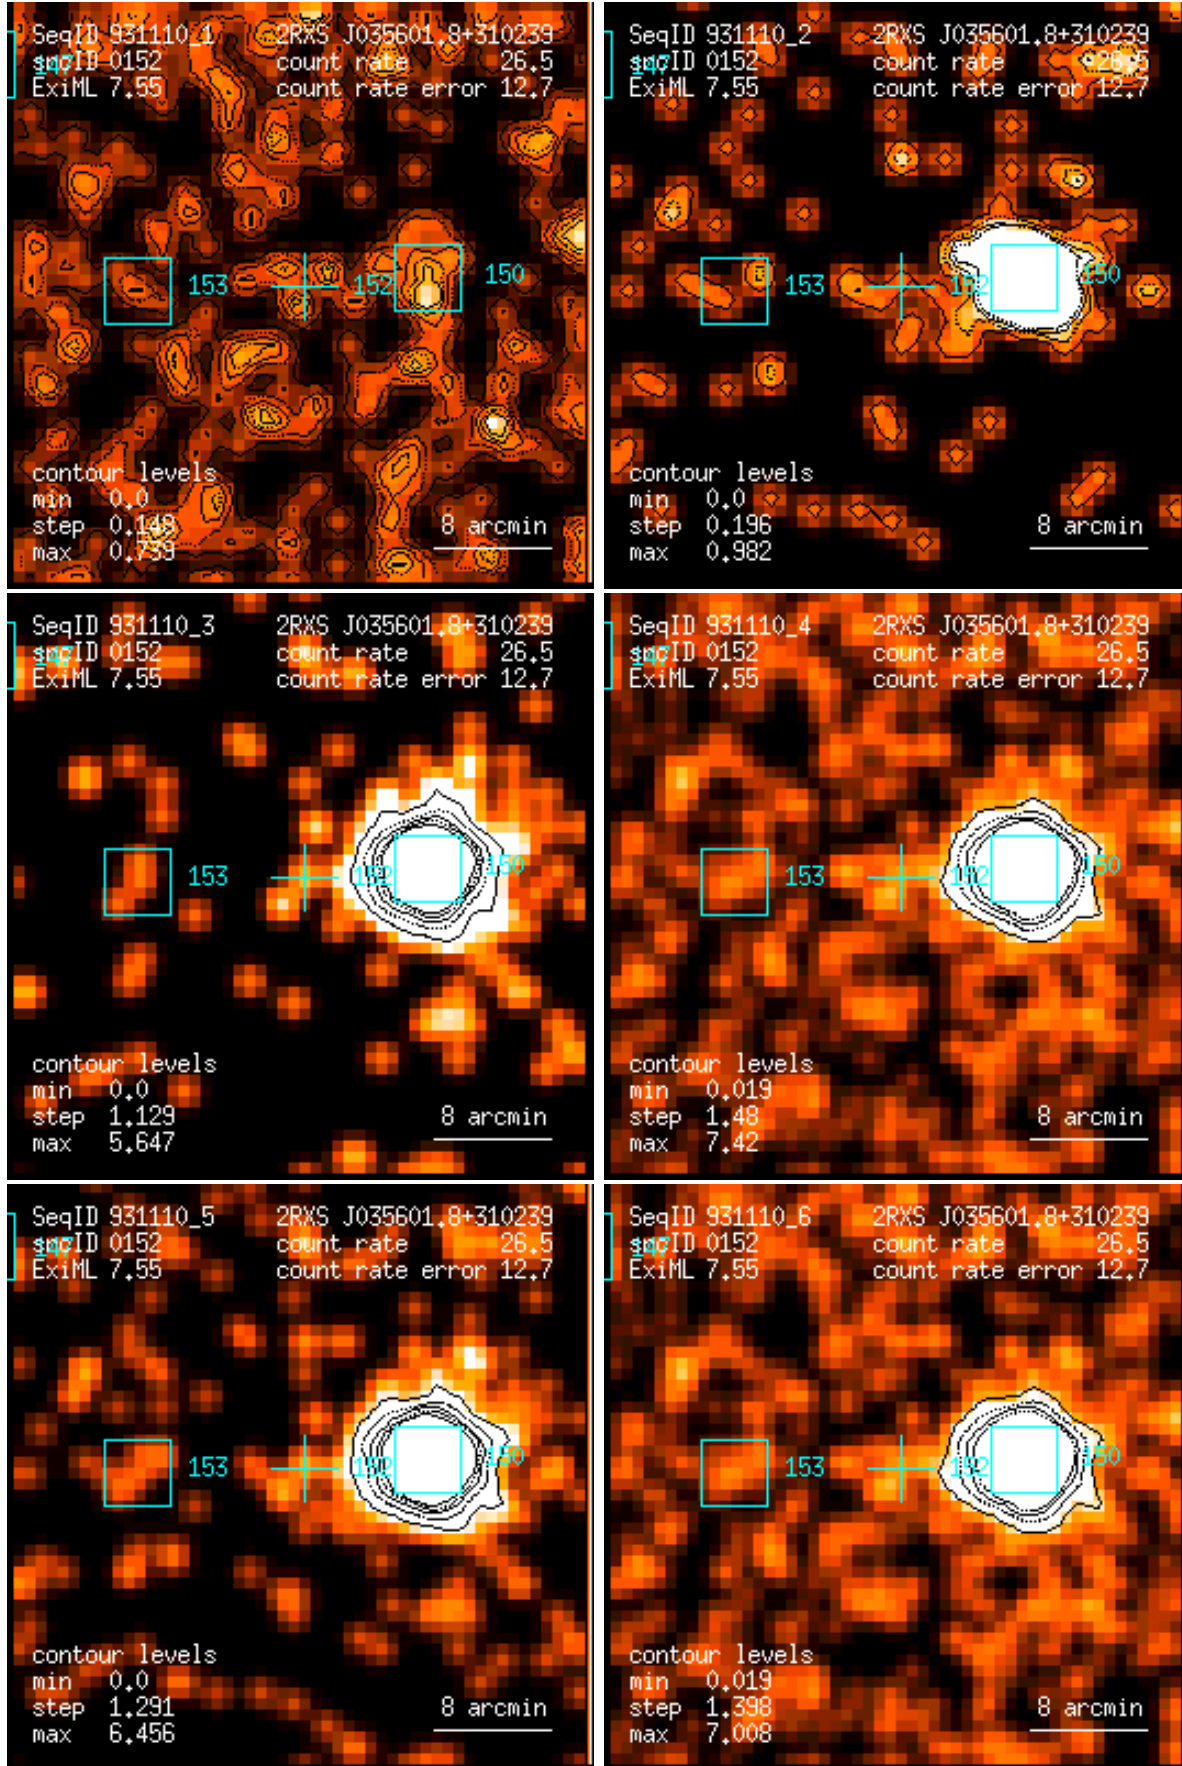 SeqID 931110_1 2RXS J035601.8+310239
srcID 0152 count rate 26.5
147
ExiML 7.55 count rate error 12.7
153 152 150
contour levels
min 0.0
step 0.148 8 arcmin
max 0.739
SeqID 931110_2 2RXS J035601.8+310239
srcID 0152 count rate 26.5
147
ExiML 7.55 count rate error 12.7
153 152 150
contour levels
min 0.0
step 0.196 8 arcmin
max 0.982
SeqID 931110_3 2RXS J035601.8+310239
srcID 0152 count rate 26.5
147
ExiML 7.55 count rate error 12.7
153 152 150
contour levels
min 0.0
step 1.129 8 arcmin
max 5.647
SeqID 931110_4 2RXS J035601.8+310239
srcID 0152 count rate 26.5
147
ExiML 7.55 count rate error 12.7
153 152 150
contour levels
min 0.019
step 1.48 8 arcmin
max 7.42
SeqID 931110_5 2RXS J035601.8+310239
srcID 0152 count rate 26.5
147
ExiML 7.55 count rate error 12.7
153 152 150
contour levels
min 0.0
step 1.291 8 arcmin
max 6.456
SeqID 931110_6 2RXS J035601.8+310239
srcID 0152 count rate 26.5
147
ExiML 7.55 count rate error 12.7
153 152 150
contour levels
min 0.019
step 1.398 8 arcmin
max 7.008